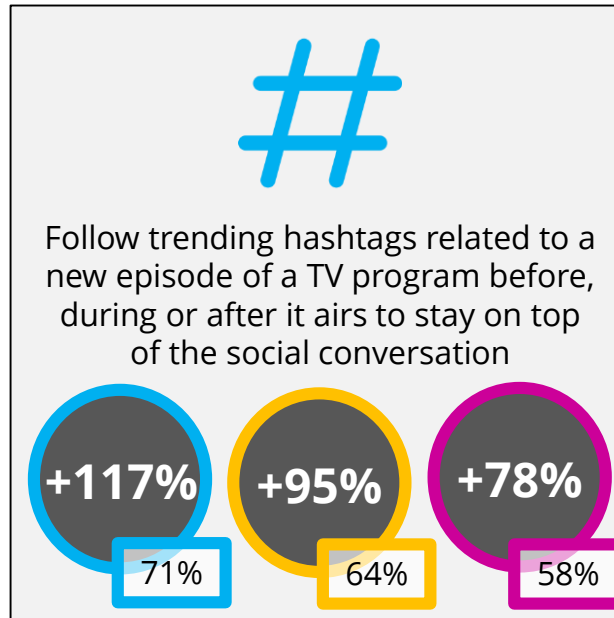 #
Follow trending hashtags related to a
new episode of a TV program before,
during or after it airs to stay on top
of the social conversation
+117% +95% +78%
71% 64% 58%